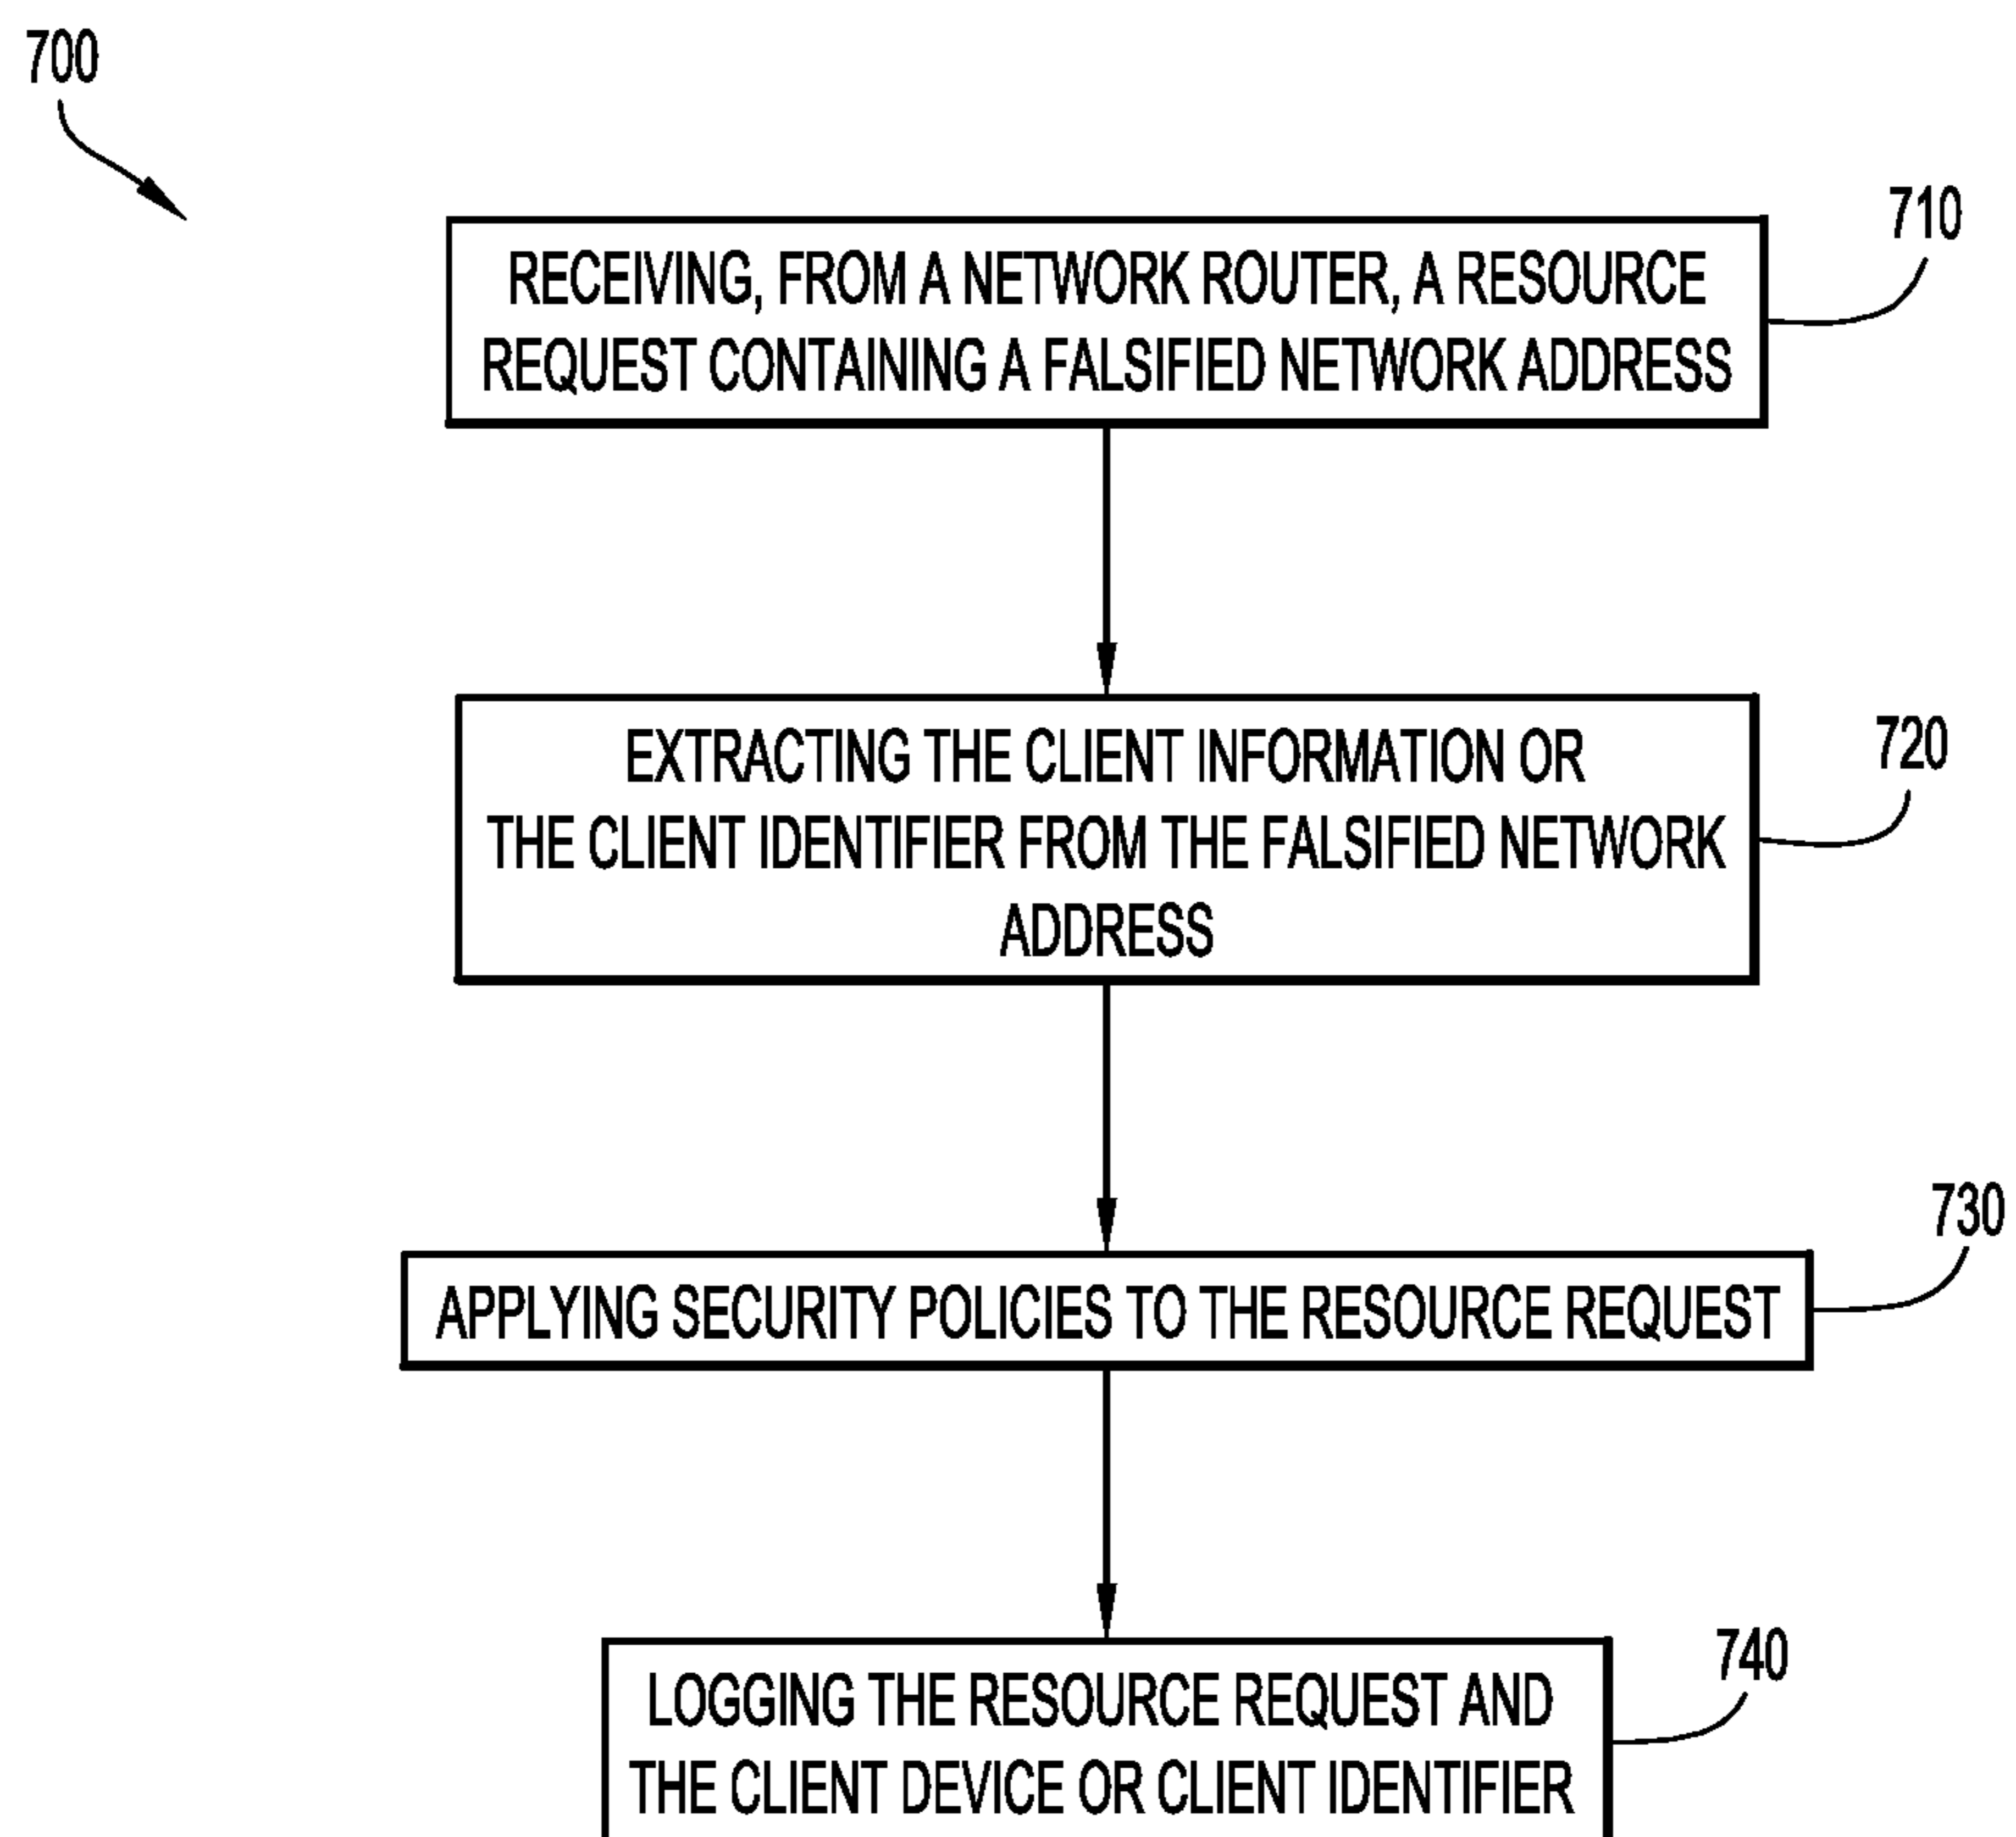 700
710
RECEIVING, FROM A NETWORK ROUTER, A RESOURCE
REQUEST CONTAINING A FALSIFIED NETWORK ADDRESS
720
EXTRACTING THE CLIENT INFORMATION OR
THE CLIENT IDENTIFIER FROM THE FALSIFIED NETWORK
ADDRESS
730
APPLYING SECURITY POLICIES TO THE RESOURCE REQUEST
740
LOGGING THE RESOURCE REQUEST AND
THE CLIENT DEVICE OR CLIENT IDENTIFIER